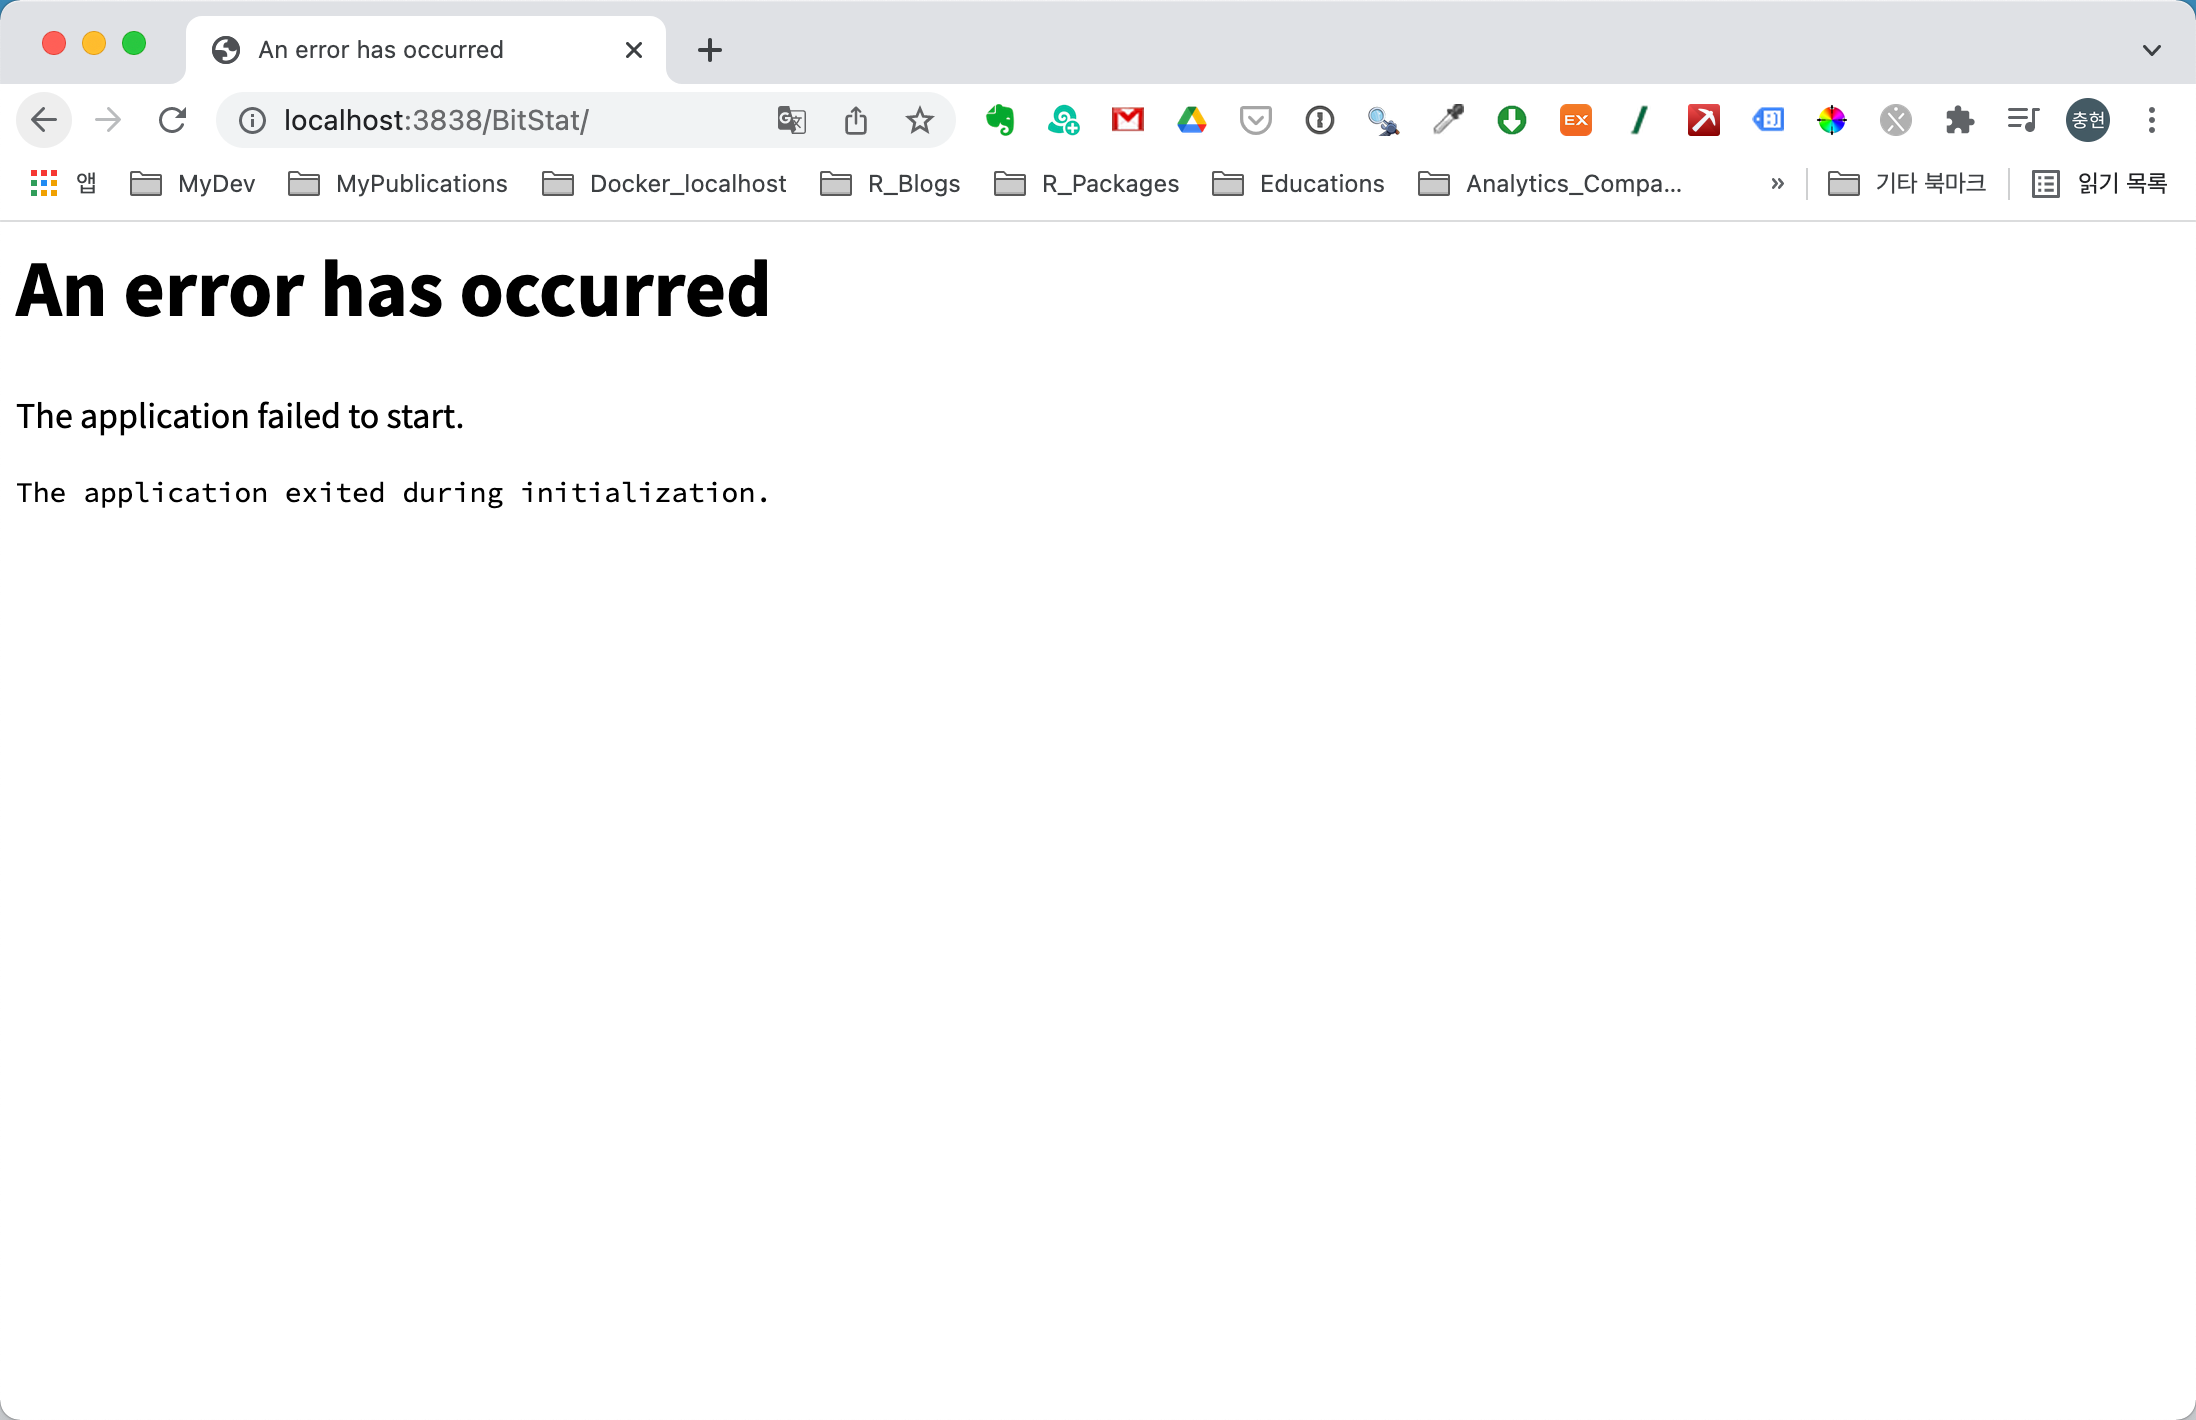 An error has occurred
localhost:3838/BitStat/
EX
충현
앱 MyDev MyPublications Docker_localhost R_Blogs R_Packages Educations Analytics_Compa... » 기타 북마크 읽기 목록
An error has occurred
The application failed to start.
The application exited during initialization.